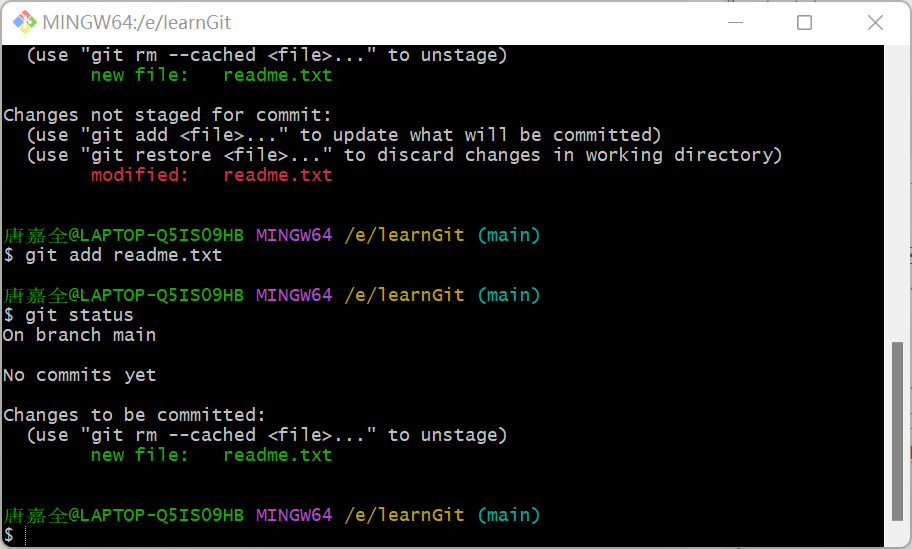 MINGW64:/e/learnGit
(use "git rm --cached <file>..." to unstage)
new file:   readme.txt
Changes not staged for commit:
(use "git add <file>..." to update what will be committed)
(use "git restore <file>..." to discard changes in working directory)
modified:   readme.txt
唐嘉全@LAPTOP-Q5IS09HB MINGW64 /e/learnGit (main)
$ git add readme.txt
唐嘉全@LAPTOP-Q5IS09HB MINGW64 /e/learnGit (main)
$ git status
On branch main
No commits yet
Changes to be committed:
(use "git rm --cached <file>..." to unstage)
new file:   readme.txt
唐嘉全@LAPTOP-Q5IS09HB MINGW64 /e/learnGit (main)
$